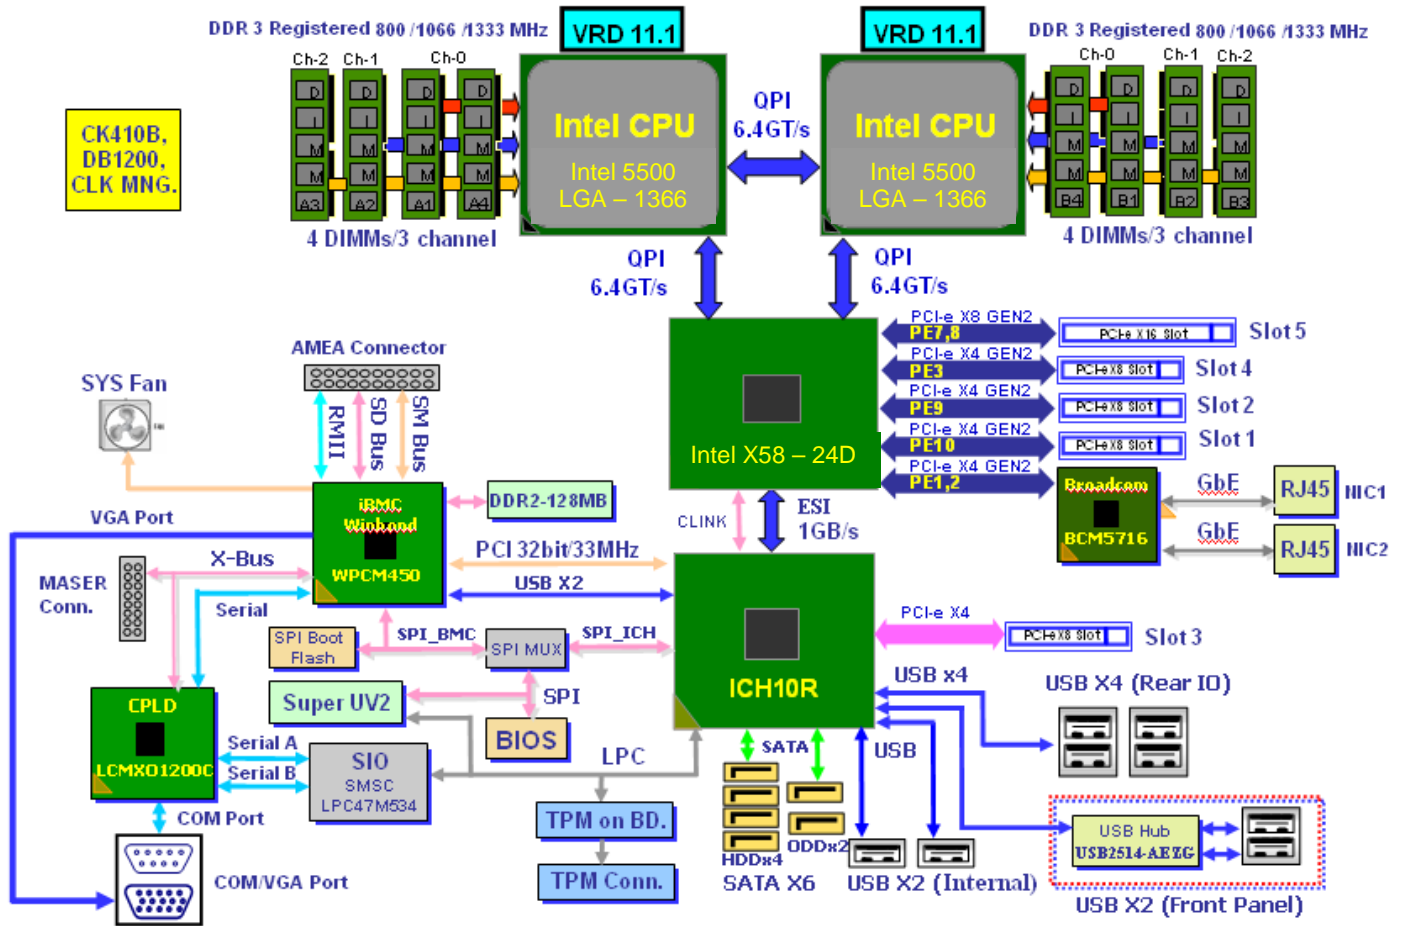 VRD 11.1
VRD 11.1
DDR 3 Registered 800 /1066 /1333 MHz
DDR 3 Registered 800 /1066 /1333 MHz
Ch-2 Ch-1 Ch-0
Ch-0 Ch-1 Ch-2
D D D D
I I I I
M M M M
M M M M
A3 A2 A1 A4
D D D D
I I I I
M M M M
M M M M
B4 B1 B2 B3
4 DIMMs/3 channel
4 DIMMs/3 channel
CK410B,
DB1200,
CLK MNG.
Intel CPU
Intel 5500
LGA – 1366
QPI
6.4GT/s
Intel CPU
Intel 5500
LGA – 1366
QPI
6.4GT/s
QPI
6.4GT/s
Intel X58 – 24D
PCI-e X8 GEN2
PE7,8
PCI-e X16 Slot
Slot 5
PCI-e X4 GEN2
PE3
PCI-e X8 Slot
Slot 4
PCI-e X4 GEN2
PE9
PCI-e X8 Slot
Slot 2
PCI-e X4 GEN2
PE10
PCI-e X8 Slot
Slot 1
PCI-e X4 GEN2
PE1,2
Broadcom
BCM5716
GbE
RJ45
NIC1
GbE
RJ45
NIC2
AMEA Connector
SYS Fan
RMII
SD Bus
SM Bus
iBMC
Winbond
WPCM450
DDR2-128MB
CLINK
ESI
1GB/s
VGA Port
PCI 32bit/33MHz
USB X2
X-Bus
MASER
Conn.
Serial
SPI Boot
Flash
SPI_BMC
SPI MUX
SPI_ICH
SPI
Super UV2
BIOS
ICH10R
PCI-e X4
PCI-e X8 Slot
Slot 3
USB x4
USB X4 (Rear IO)
CPLD
LCMXO1200C
Serial A
Serial B
SIO
SMSC
LPC47M534
LPC
TPM on BD.
TPM Conn.
COM Port
COM/VGA Port
SATA
HDDx4
ODDx2
SATA X6
USB
USB X2 (Internal)
USB Hub
USB2514-AEZG
USB X2 (Front Panel)